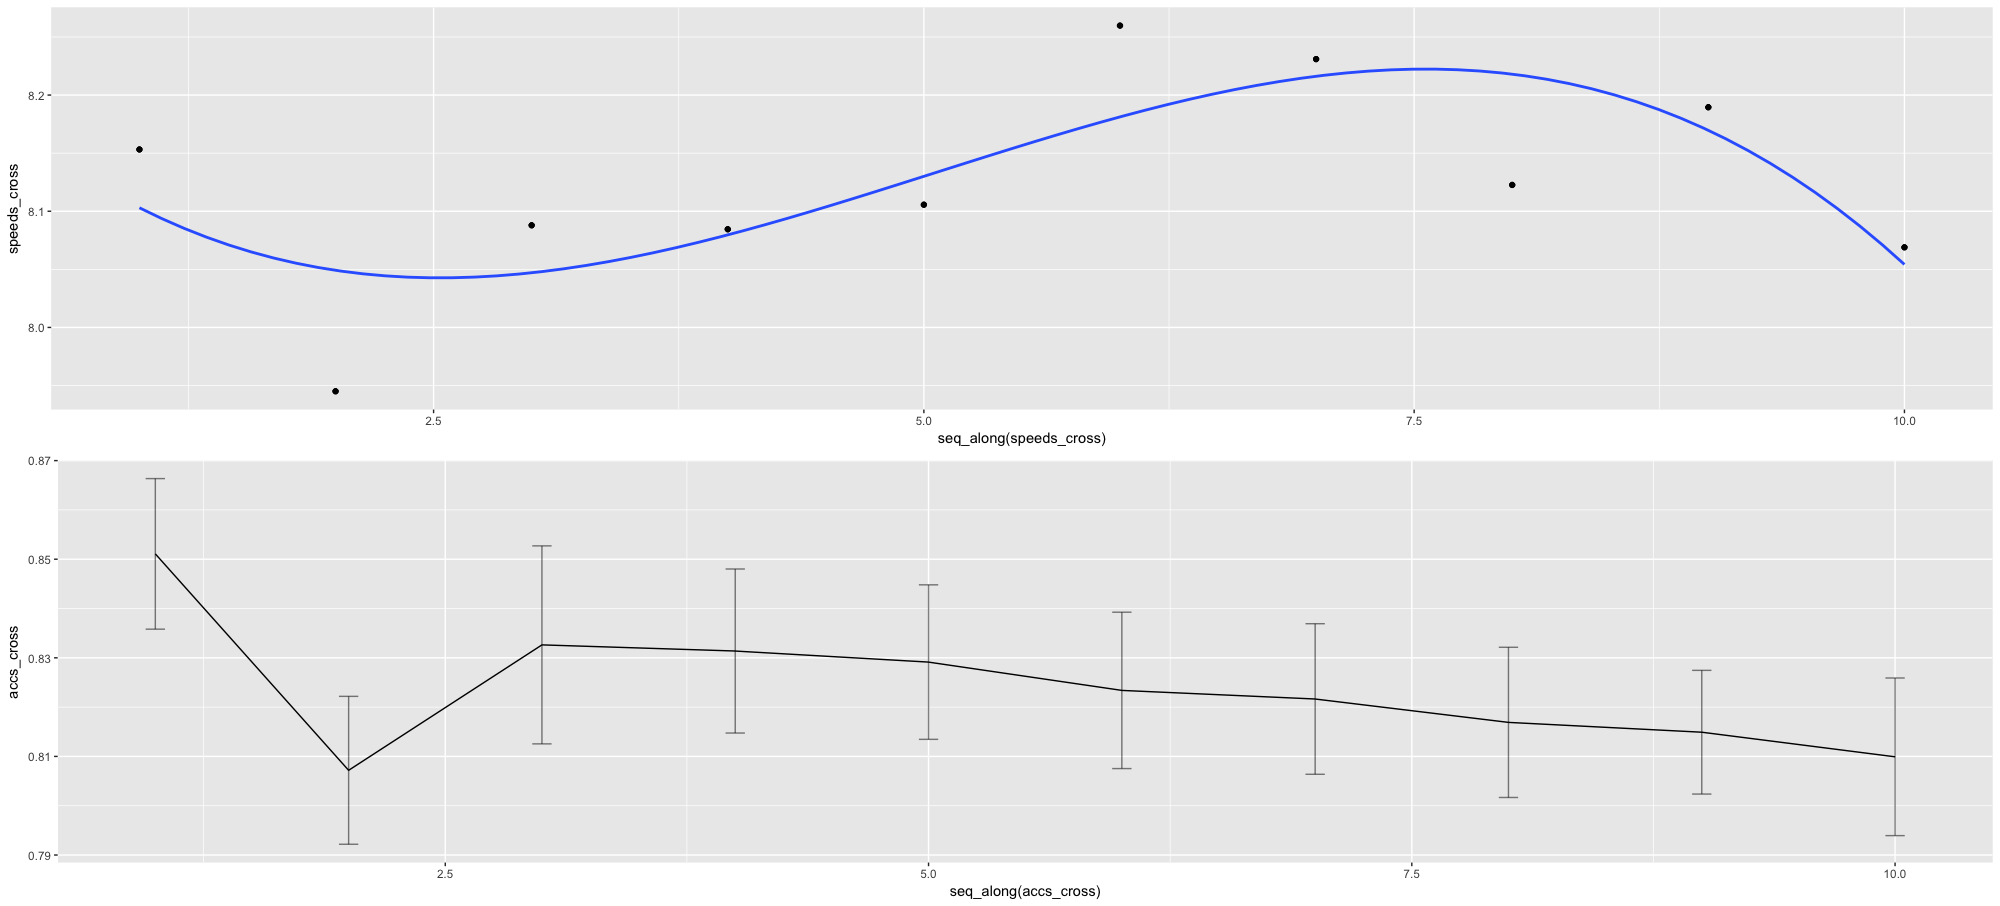 speeds_cross
8.2
8.1
8.0
2.5 5.0 7.5 10.0
seq_along(speeds_cross)
accs_cross
0.87
0.85
0.83
0.81
0.79
2.5 5.0 7.5 10.0
seq_along(accs_cross)